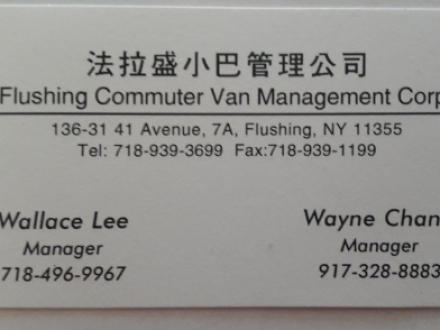 法拉盛小巴管理公司
Flushing Commuter Van Management Corp
136-31 41 Avenue, 7A, Flushing, NY 11355
Tel: 718-939-3699 Fax:718-939-1199
Wallace Lee
Wayne Chan
Manager
Manager
718-496-9967
917-328-8883